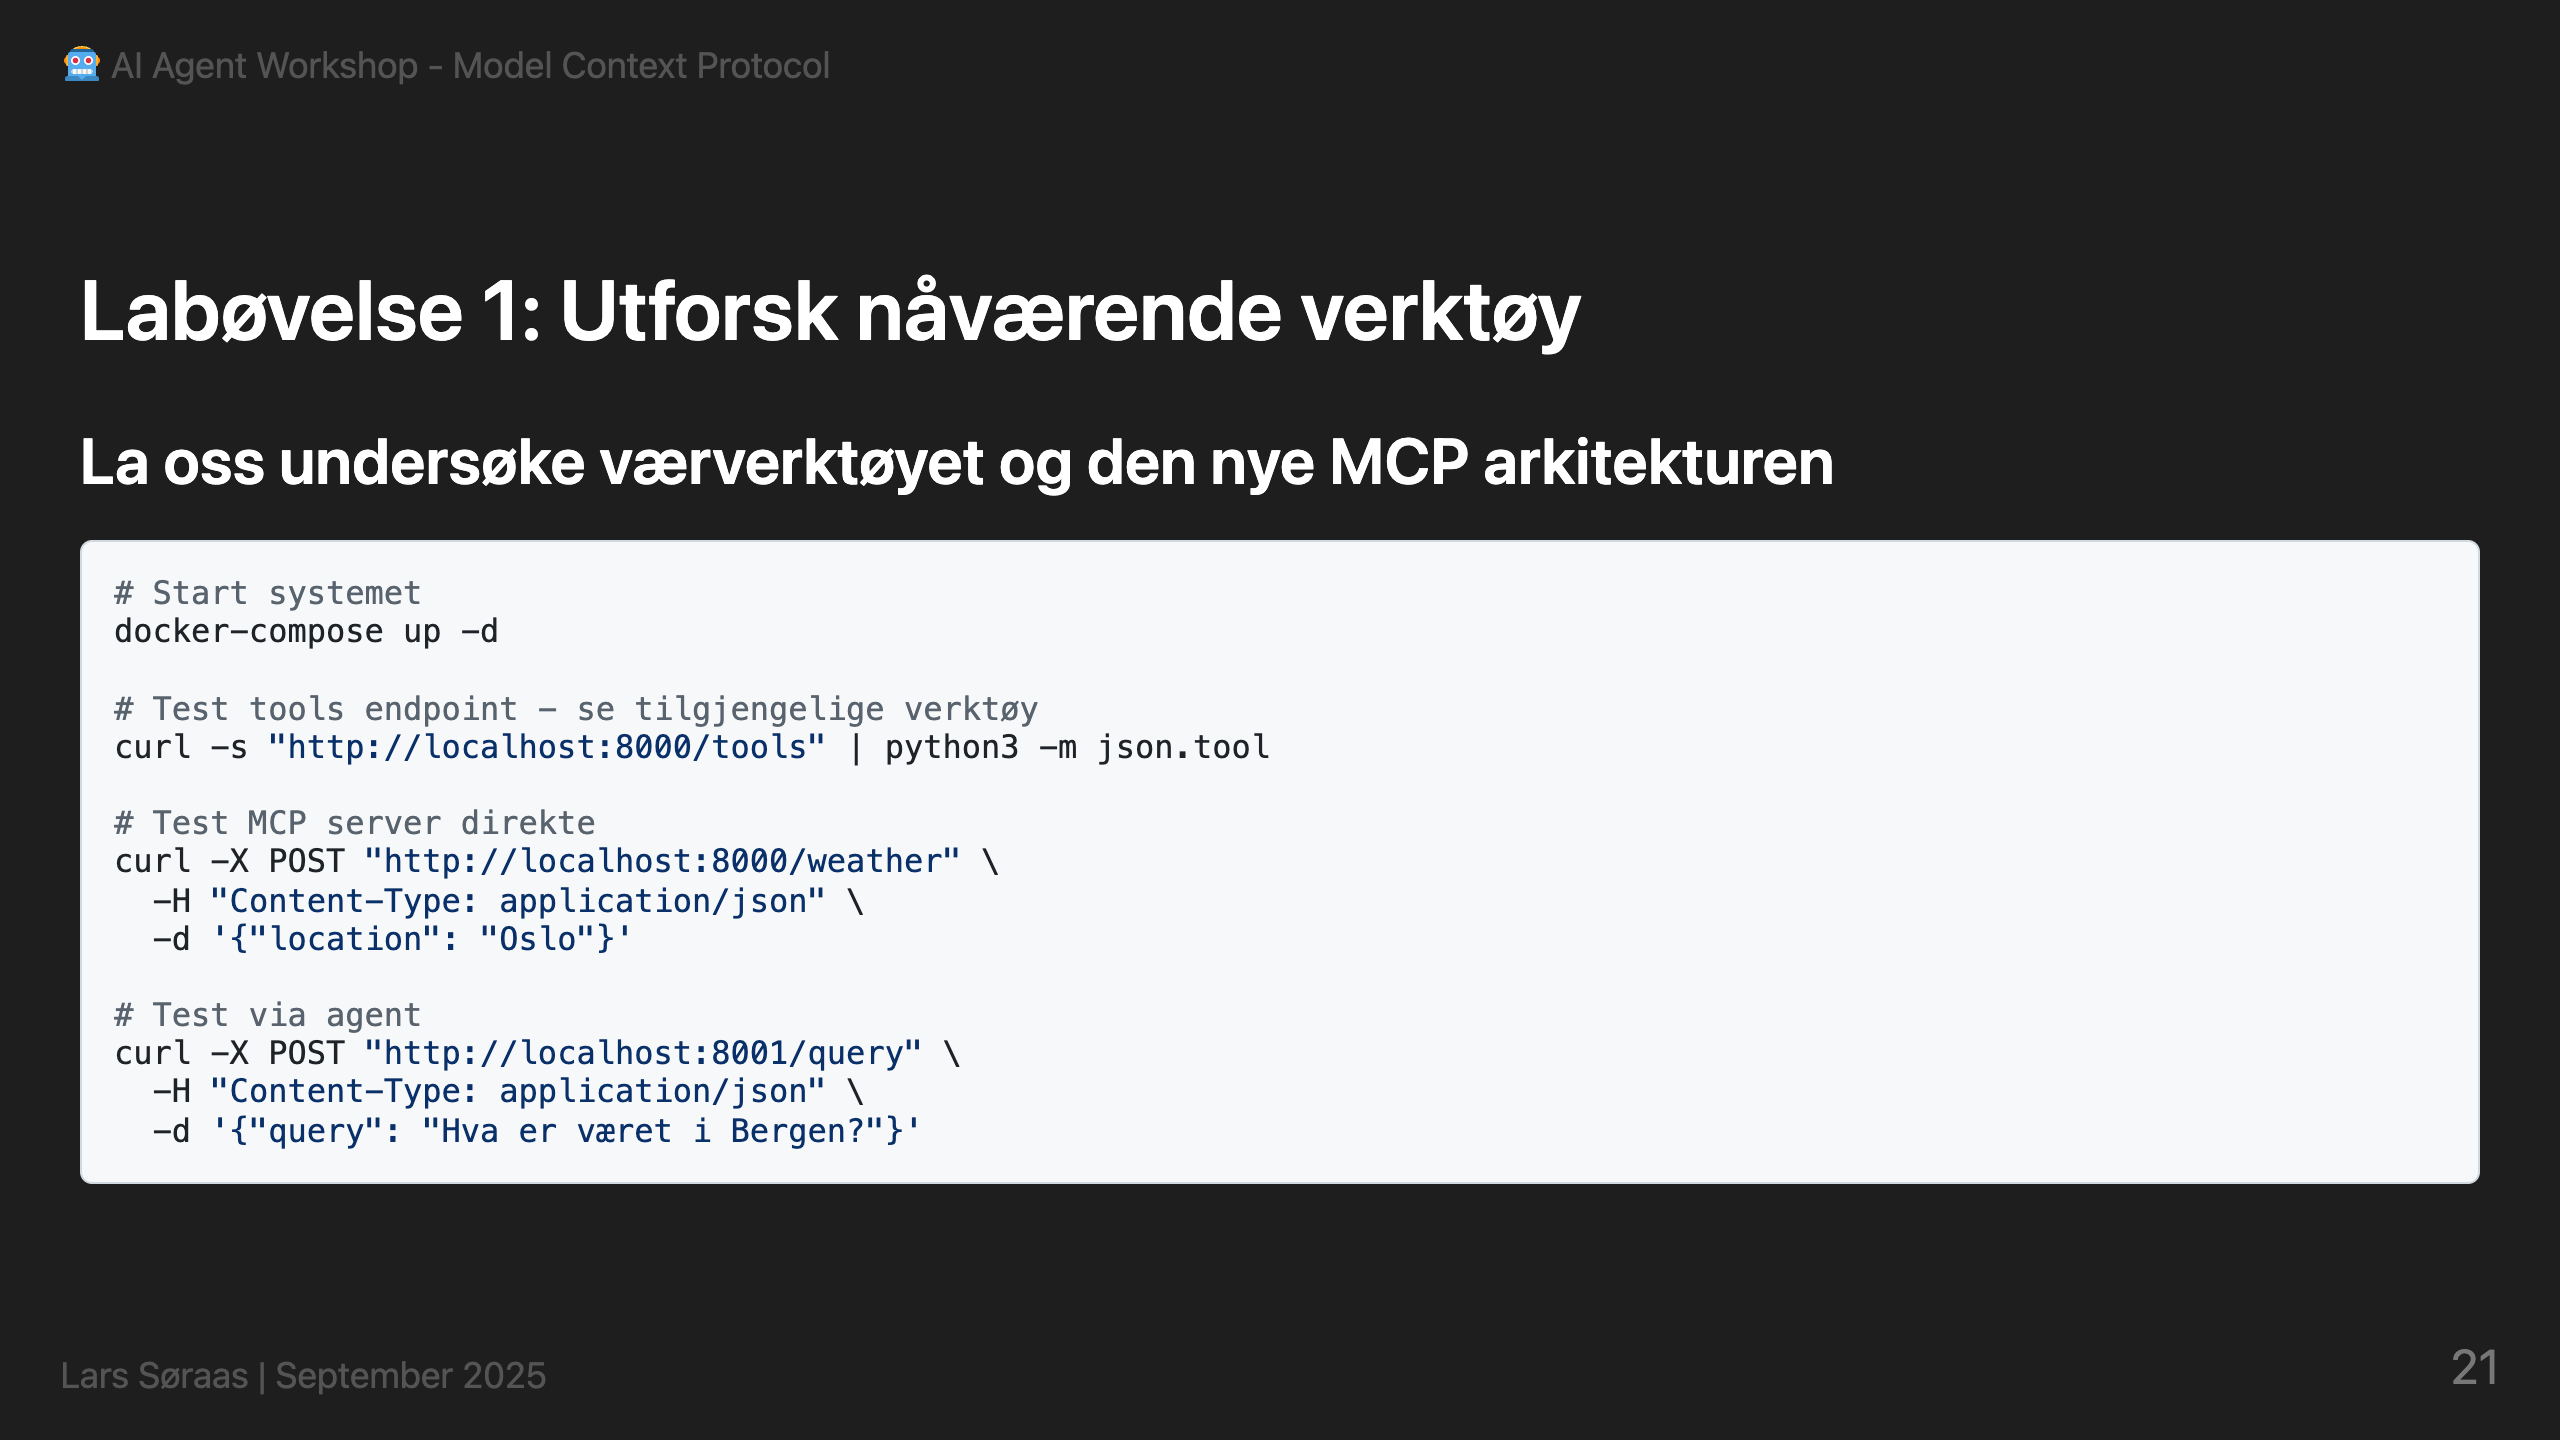 AI Agent Workshop - Model Context Protocol
Labøvelse 1: Utforsk nåværende verktøy
La oss undersøke værverktøyet og den nye MCP arkitekturen
# Start systemet
docker-compose up -d
# Test tools endpoint - se tilgjengelige verktøy
curl -s "http://localhost:8000/tools" | python3 -m json.tool
# Test MCP server direkte
curl -X POST "http://localhost:8000/weather" \
  -H "Content-Type: application/json" \
  -d '{"location": "Oslo"}'
# Test via agent
curl -X POST "http://localhost:8001/query" \
  -H "Content-Type: application/json" \
  -d '{"query": "Hva er været i Bergen?"}'
Lars Søraas | September 2025
21